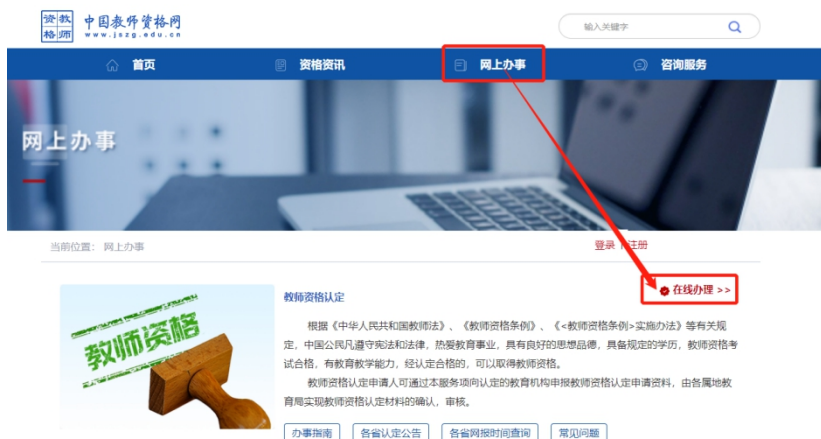 资教
格师
中国教师资格网
www.jszg.edu.cn
输入关键字
首页
资格资讯
网上办事
咨询服务
网上办事
当前位置： 网上办事
登录
注册
在线办理 >>
教师资格
教师资格认定
根据《中华人民共和国教师法》、《教师资格条例》、《<教师资格条例>实施办法》等有关规
定，中国公民凡遵守宪法和法律，热爱教育事业，具有良好的思想品德，具备规定的学历，教师资格考
试合格，有教育教学能力，经认定合格的，可以取得教师资格。
教师资格认定申请人可通过本服务项向认定的教育机构申报教师资格认定申请资料，由各属地教
育局实现教师资格认定材料的确认，审核。
办事指南
各省认定公告
各省网报时间查询
常见问题